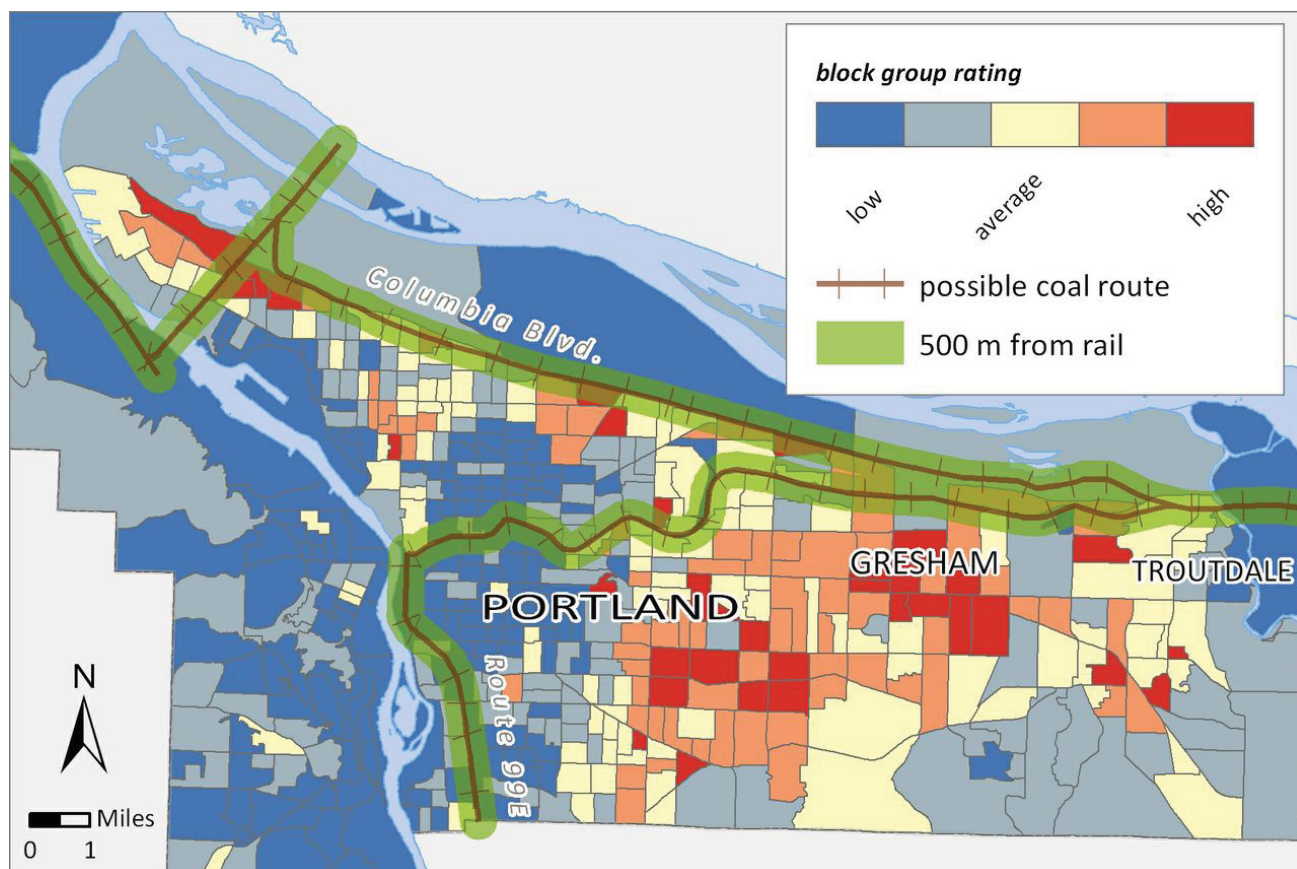 block group rating
low
average
high
possible coal route
500 m from rail
Columbia Blvd.
GRESHAM
TROUTDALE
PORTLAND
Route 99E
N
Miles
0 1